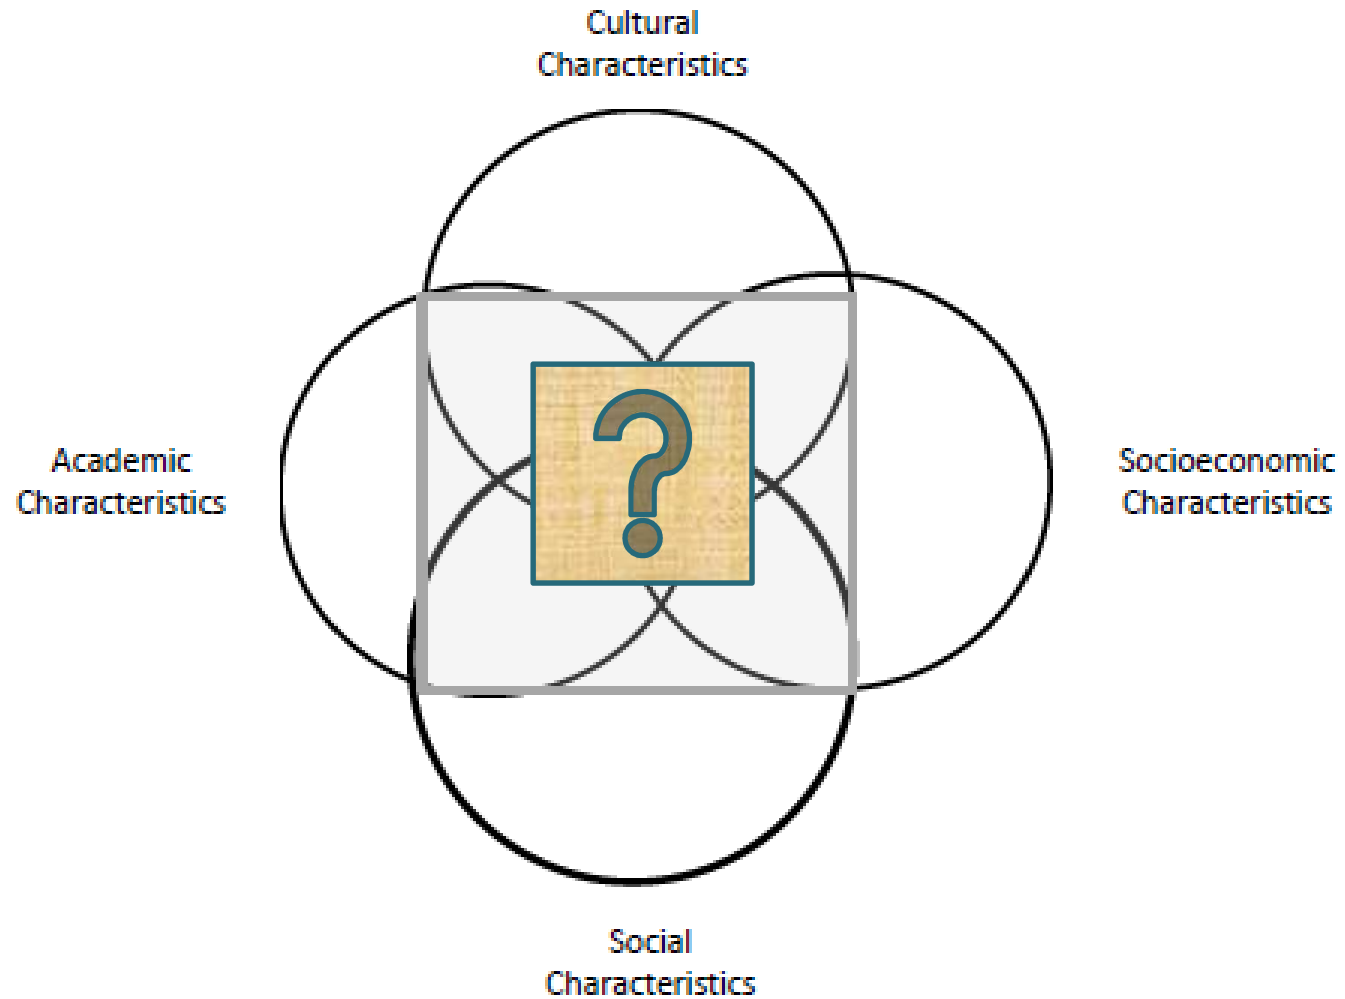 Cultural
Characteristics
Academic
Characteristics
?
Socioeconomic
Characteristics
Social
Characteristics